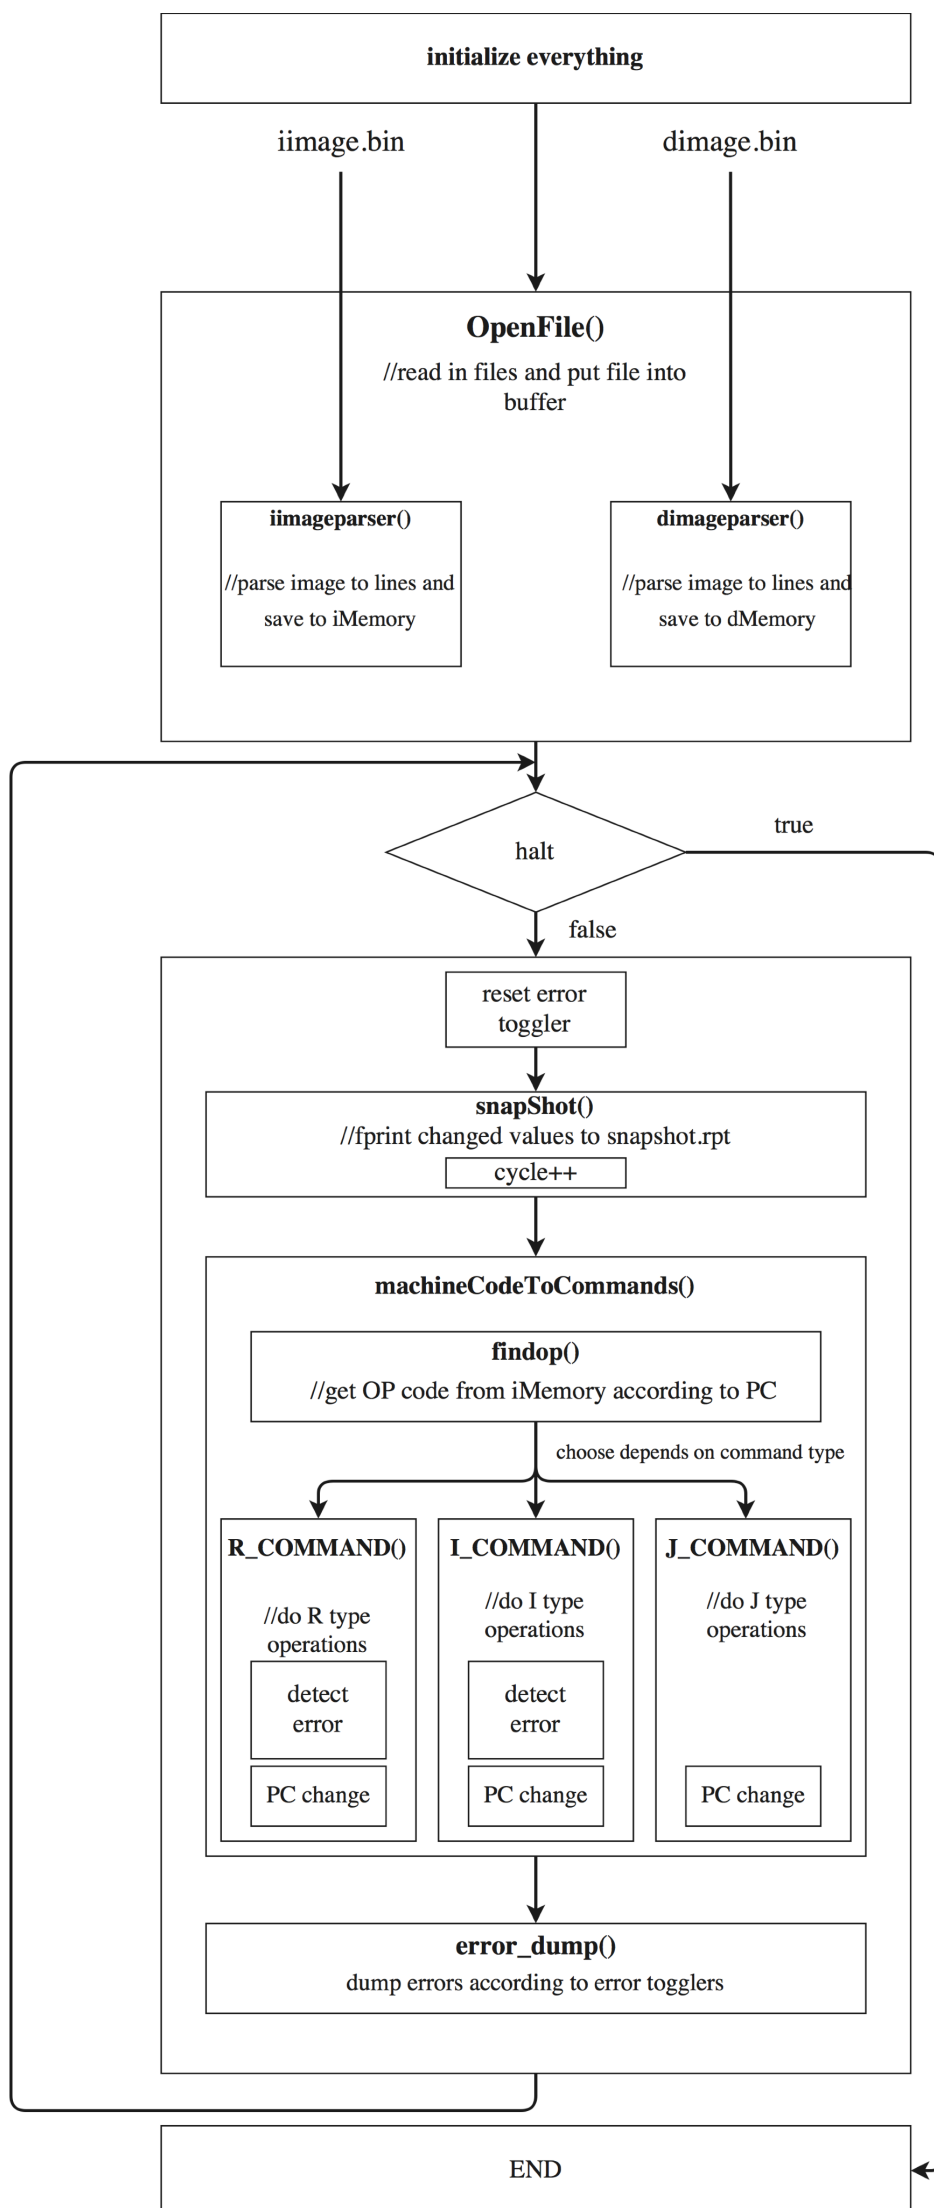 initialize everything
iimage.bin
dimage.bin
OpenFile()
//read in files and put file into
buffer
iimageparser()
//parse image to lines and
save to iMemory
dimageparser()
//parse image to lines and
save to dMemory
halt
true
false
reset error
toggler
snapShot()
//fprint changed values to snapshot.rpt
cycle++
machineCodeToCommands()
findop()
//get OP code from iMemory according to PC
choose depends on command type
R_COMMAND()
//do R type
operations
detect
error
PC change
I_COMMAND()
//do I type
operations
detect
error
PC change
J_COMMAND()
//do J type
operations
PC change
error_dump()
dump errors according to error togglers
END